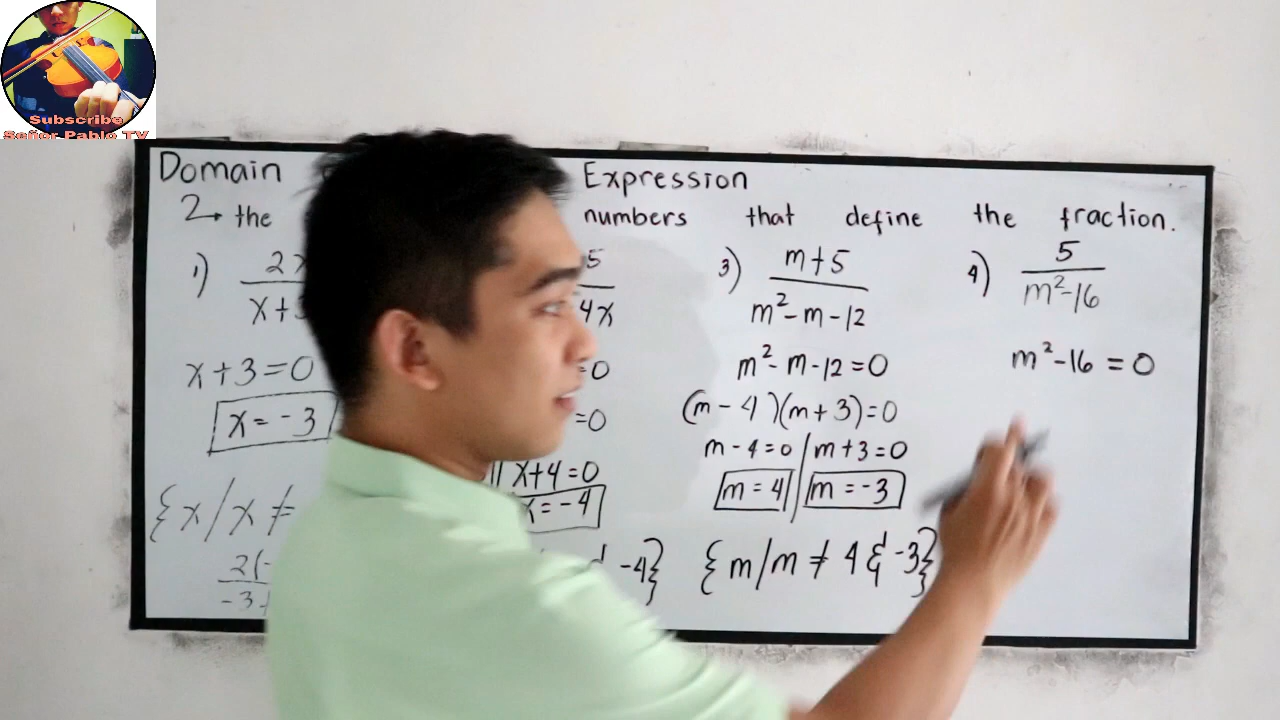 Subscribe
Señor Pablo TV
Domain Expression
the numbers that define the fraction.
1) 2x
x+3
5
4x
3) m+5
m²-m-12
4) 5
m²-16
x+3=0
x=-3
{x/x≠
2(-
-3+
=0
=0
x+4=0
x=-4
-4}
m²-m-12=0
(m-4)(m+3)=0
m-4=0 / m+3=0
m=4 / m=-3
{m/m≠4 & -3}
m²-16=0